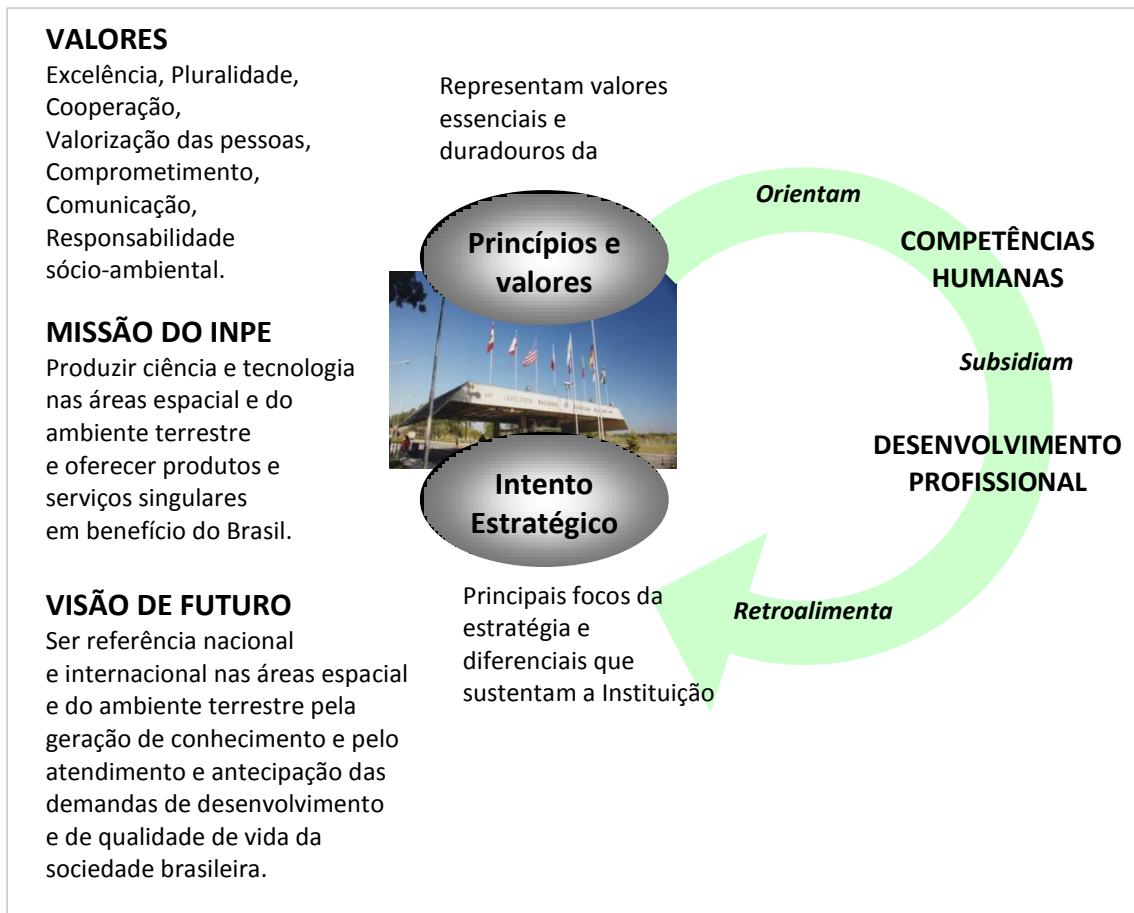 VALORES
Excelência, Pluralidade,
Cooperação,
Valorização das pessoas,
Comprometimento,
Comunicação,
Responsabilidade
sócio-ambiental.
MISSÃO DO INPE
Produzir ciência e tecnologia
nas áreas espacial e do
ambiente terrestre
e oferecer produtos e
serviços singulares
em benefício do Brasil.
VISÃO DE FUTURO
Ser referência nacional
e internacional nas áreas espacial
e do ambiente terrestre pela
geração de conhecimento e pelo
atendimento e antecipação das
demandas de desenvolvimento
e de qualidade de vida da
sociedade brasileira.
Representam valores
essenciais e
duradouros da
Princípios e
valores
INSTITUTO NACIONAL DE
Intento
Estratégico
Principais focos da
estratégia e
diferenciais que
sustentam a Instituição
Orientam
COMPETÊNCIAS
HUMANAS
Subsidiam
DESENVOLVIMENTO
PROFISSIONAL
Retroalimenta